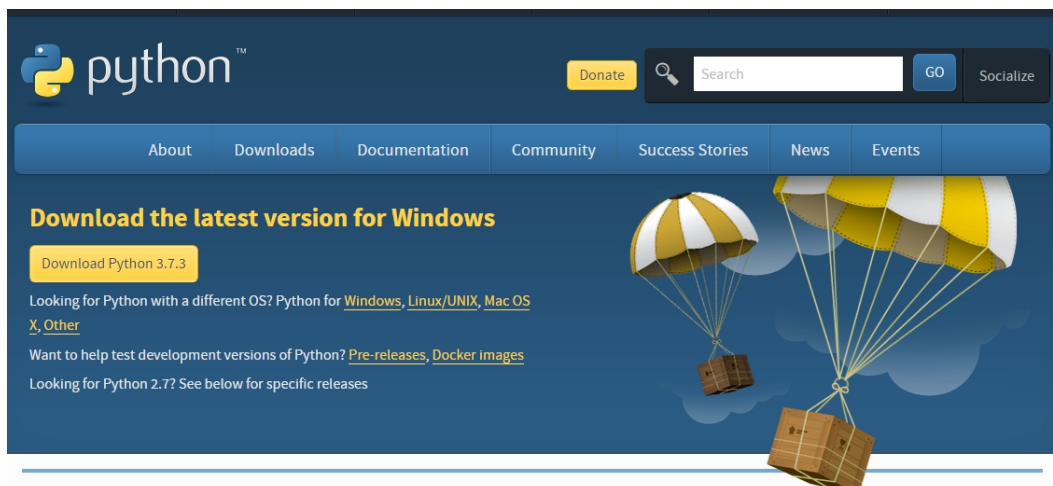 python™
Donate
Search
GO
Socialize
About Downloads Documentation Community Success Stories News Events
Download the latest version for Windows
Download Python 3.7.3
Looking for Python with a different OS? Python for Windows, Linux/UNIX, Mac OS
X, Other
Want to help test development versions of Python? Pre-releases, Docker images
Looking for Python 2.7? See below for specific releases